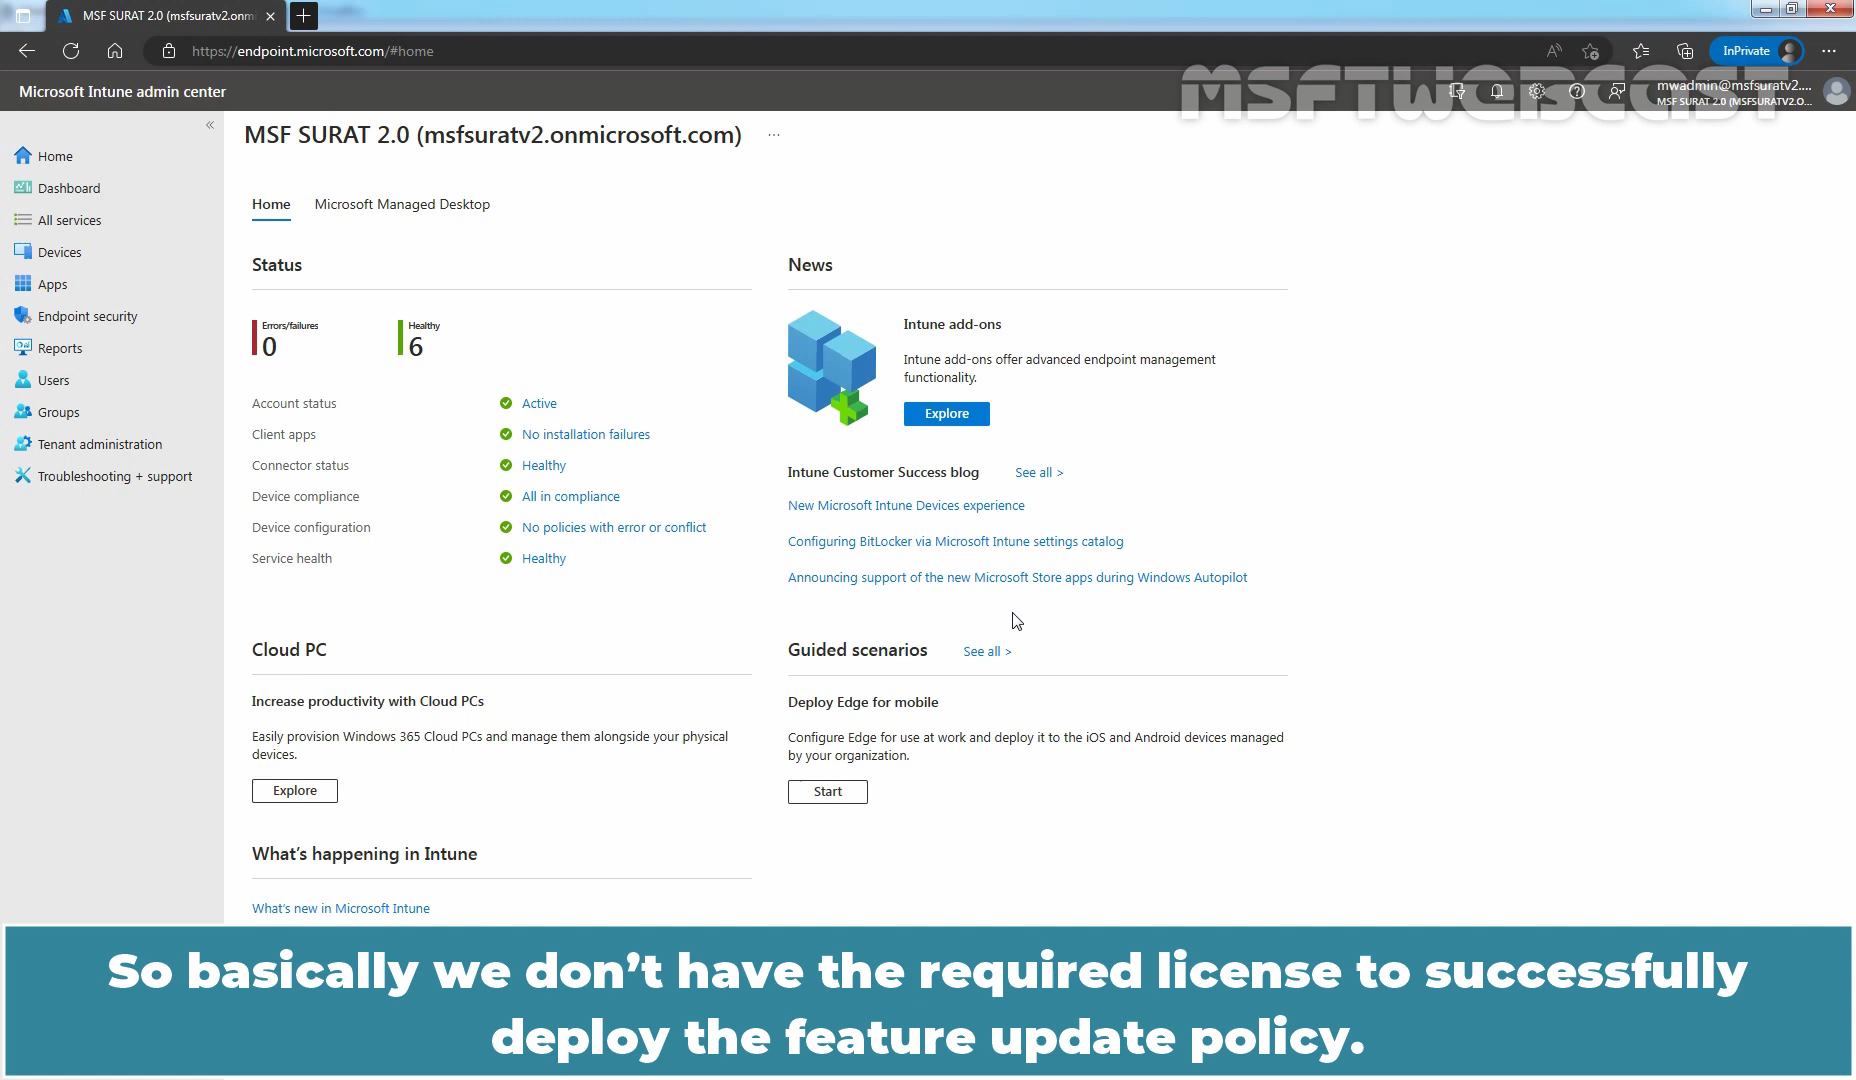 MSF SURAT 2.0 (msfsuratv2.onmi
https://endpoint.microsoft.com/#home
InPrivate
Microsoft Intune admin center
MSFTWEBCAST
mwadmin@msfsuratv2....
MSF SURAT 2.0 (MSFSURATV2.O...
MSF SURAT 2.0 (msfsuratv2.onmicrosoft.com) ...
Home
Dashboard
All services
Devices
Apps
Endpoint security
Reports
Users
Groups
Tenant administration
Troubleshooting + support
Home Microsoft Managed Desktop
Status
Errors/failures
0
Healthy
6
Account status Active
Client apps No installation failures
Connector status Healthy
Device compliance All in compliance
Device configuration No policies with error or conflict
Service health Healthy
News
Intune add-ons
Intune add-ons offer advanced endpoint management
functionality.
Explore
Intune Customer Success blog See all >
New Microsoft Intune Devices experience
Configuring BitLocker via Microsoft Intune settings catalog
Announcing support of the new Microsoft Store apps during Windows Autopilot
Cloud PC
Increase productivity with Cloud PCs
Easily provision Windows 365 Cloud PCs and manage them alongside your physical
devices.
Explore
Guided scenarios See all >
Deploy Edge for mobile
Configure Edge for use at work and deploy it to the iOS and Android devices managed
by your organization.
Start
What's happening in Intune
What's new in Microsoft Intune
So basically we don't have the required license to successfully
deploy the feature update policy.